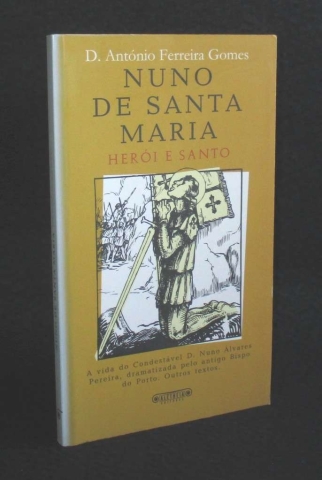 D. António Ferreira Gomes
NUNO
DE SANTA
MARIA
HERÓI E SANTO
A vida do Condestável D. Nuno Alvares
Pereira, dramatizada pelo antigo Bispo
do Porto. Outros textos.